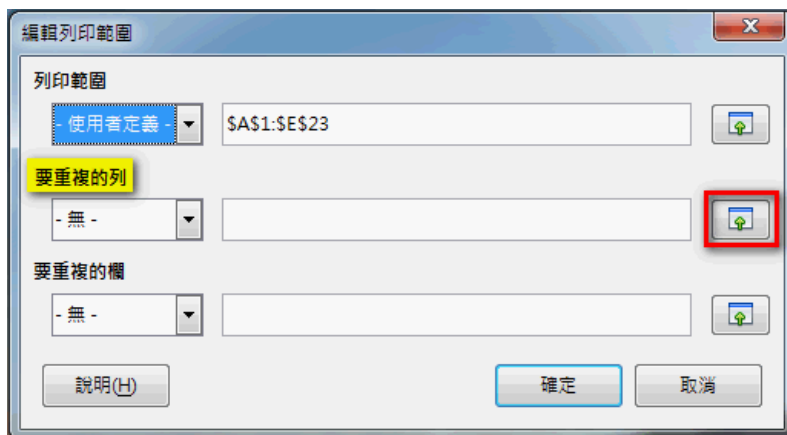 編輯列印範圍
列印範圍
- 使用者定義 -
$A$1:$E$23
要重複的列
- 無 -
要重複的欄
- 無 -
說明(H)
確定
取消